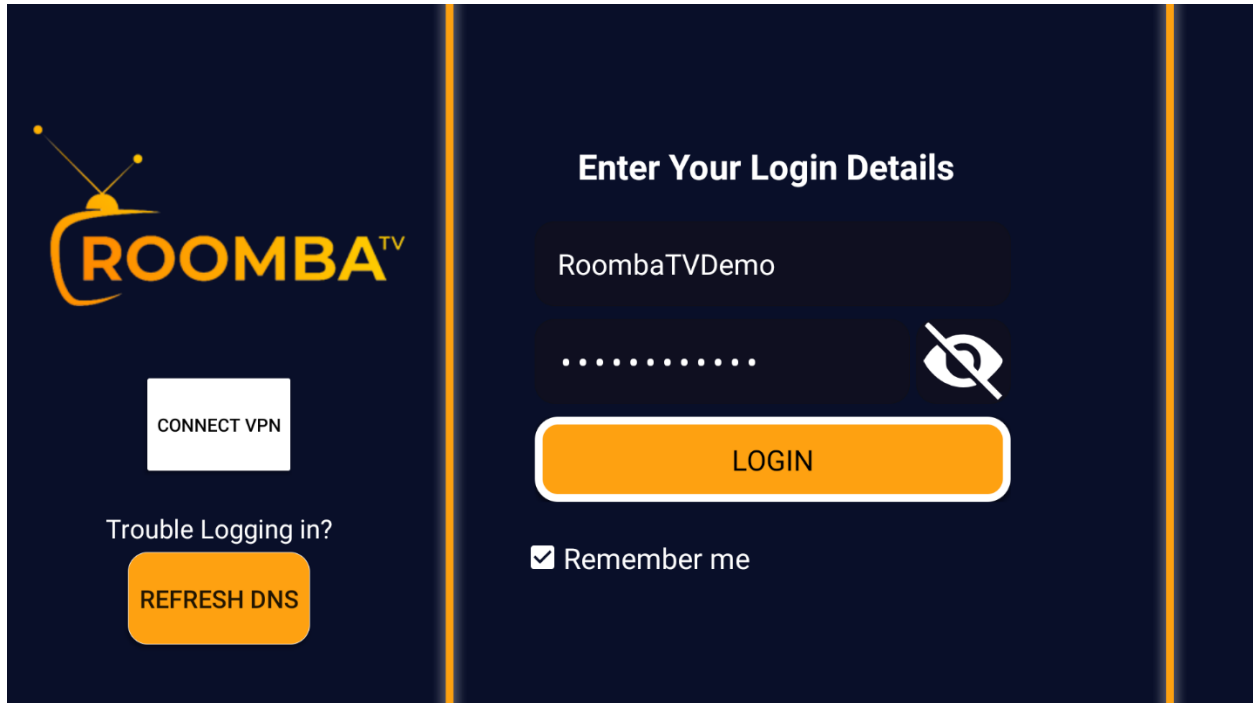 ROOMBA TV
CONNECT VPN
Trouble Logging in?
REFRESH DNS
Enter Your Login Details
RoombaTVDemo
............
LOGIN
Remember me